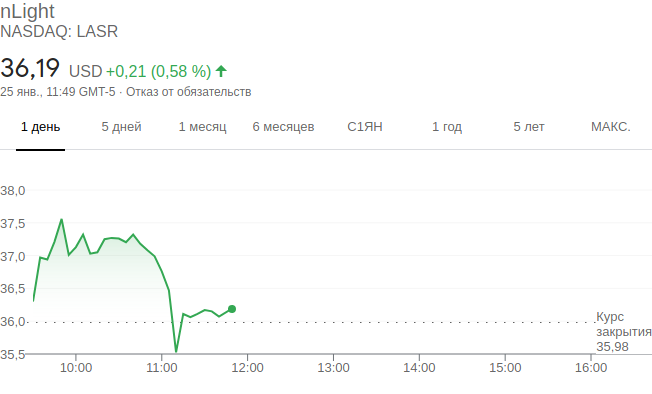 nLight
NASDAQ: LASR
36,19 USD +0,21 (0,58 %)
25 янв., 11:49 GMT-5 · Отказ от обязательств
1 день 5 дней 1 месяц 6 месяцев С1ЯН 1 год 5 лет МАКС.
38,0
37,5
37,0
36,5
36,0
35,5
Курс
закрытия
35,98
10:00 11:00 12:00 13:00 14:00 15:00 16:00